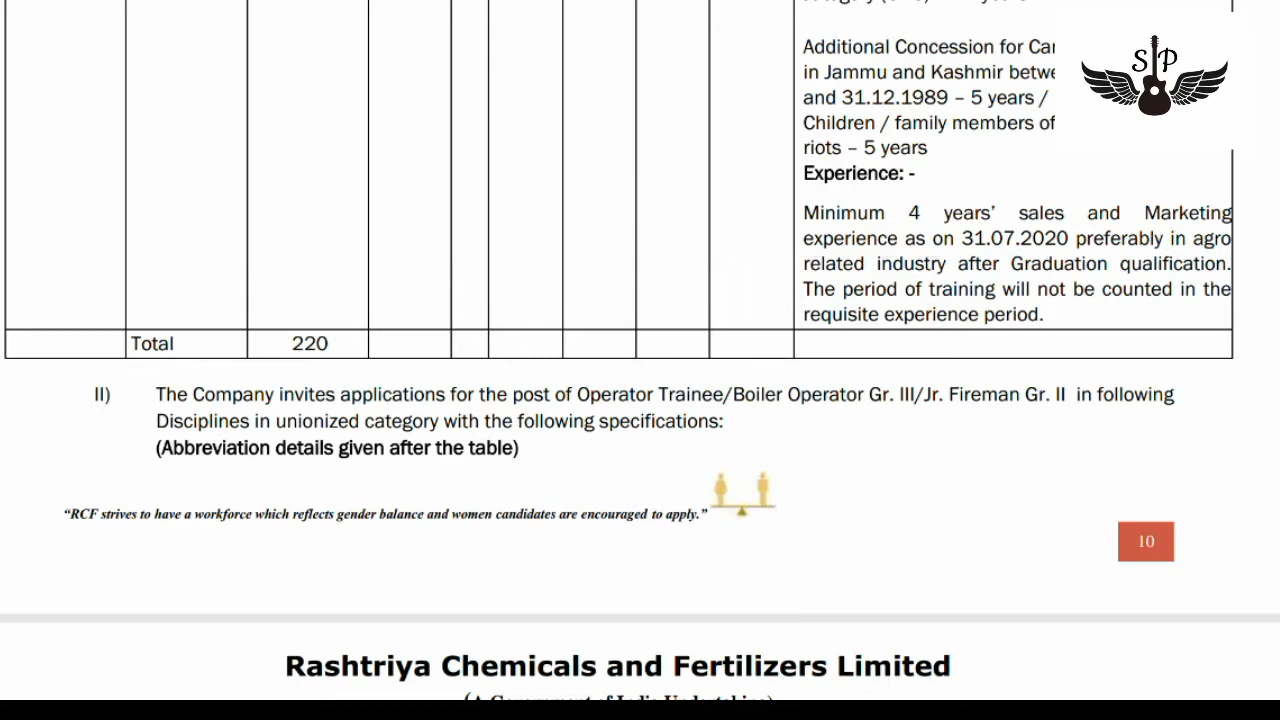 Additional Concession for
in Jammu and Kashmir
and 31.12.1989 – 5 years /
Children / family members of
riots – 5 years
Experience: -
Minimum 4 years’ sales and Marketing
experience as on 31.07.2020 preferably in agro
related industry after Graduation qualification.
The period of training will not be counted in the
requisite experience period.
Total 220
II) The Company invites applications for the post of Operator Trainee/Boiler Operator Gr. III/Jr. Fireman Gr. II in following
Disciplines in unionized category with the following specifications:
(Abbreviation details given after the table)
“RCF strives to have a workforce which reflects gender balance and women candidates are encouraged to apply.”
10
Rashtriya Chemicals and Fertilizers Limited
(A Government of India Undertaking)
S P